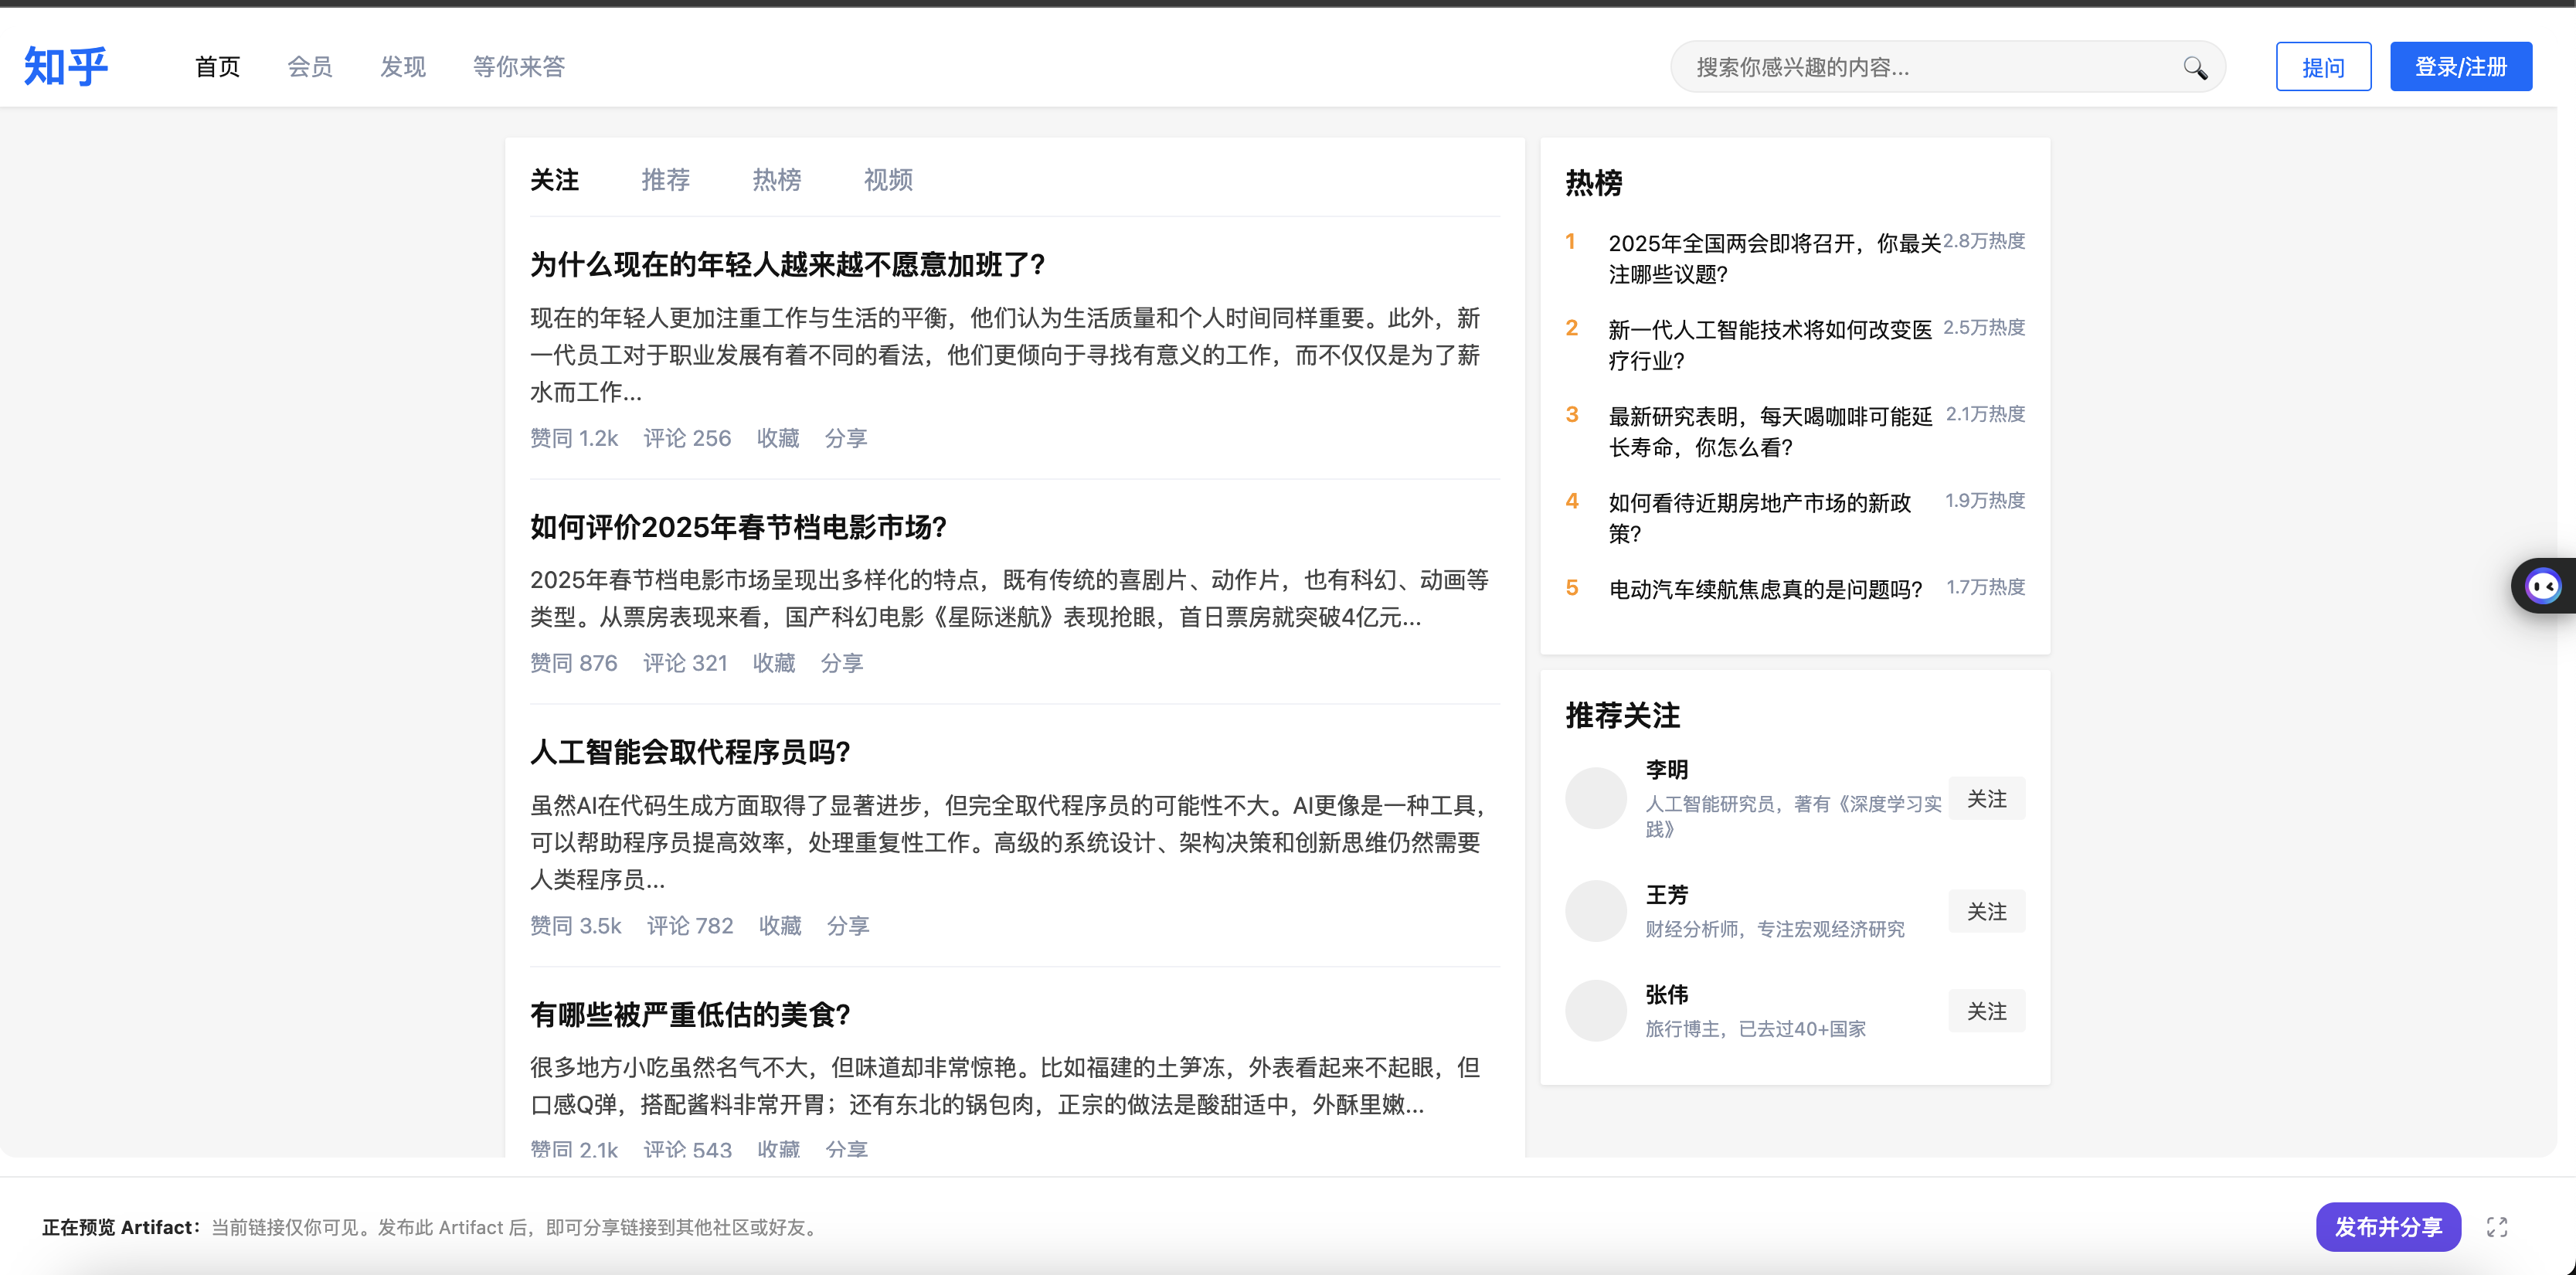 知乎
首页 会员 发现 等你来答
搜索你感兴趣的内容...
提问
登录/注册
关注 推荐 热榜 视频
为什么现在的年轻人越来越不愿意加班了?
现在的年轻人更加注重工作与生活的平衡，他们认为生活质量和个人时间同样重要。此外，新
一代员工对于职业发展有着不同的看法，他们更倾向于寻找有意义的工作，而不仅仅是为了薪
水而工作...
赞同 1.2k 评论 256 收藏 分享
如何评价2025年春节档电影市场?
2025年春节档电影市场呈现出多样化的特点，既有传统的喜剧片、动作片，也有科幻、动画等
类型。从票房表现来看，国产科幻电影《星际迷航》表现抢眼，首日票房就突破4亿元...
赞同 876 评论 321 收藏 分享
人工智能会取代程序员吗?
虽然AI在代码生成方面取得了显著进步，但完全取代程序员的可能性不大。AI更像是一种工具，
可以帮助程序员提高效率，处理重复性工作。高级的系统设计、架构决策和创新思维仍然需要
人类程序员...
赞同 3.5k 评论 782 收藏 分享
有哪些被严重低估的美食?
很多地方小吃虽然名气不大，但味道却非常惊艳。比如福建的土笋冻，外表看起来不起眼，但
口感Q弹，搭配酱料非常开胃；还有东北的锅包肉，正宗的做法是酸甜适中，外酥里嫩...
赞同 2.1k 评论 543 收藏 分享
热榜
1 2025年全国两会即将召开，你最关 2.8万热度
注哪些议题?
2 新一代人工智能技术将如何改变医 2.5万热度
疗行业?
3 最新研究表明，每天喝咖啡可能延 2.1万热度
长寿命，你怎么看?
4 如何看待近期房地产市场的新政 1.9万热度
策?
5 电动汽车续航焦虑真的是问题吗? 1.7万热度
推荐关注
李明
人工智能研究员，著有《深度学习实
践》
关注
王芳
财经分析师，专注宏观经济研究
关注
张伟
旅行博主，已去过40+国家
关注
正在预览 Artifact：当前链接仅你可见。发布此 Artifact 后，即可分享链接到其他社区或好友。
发布并分享